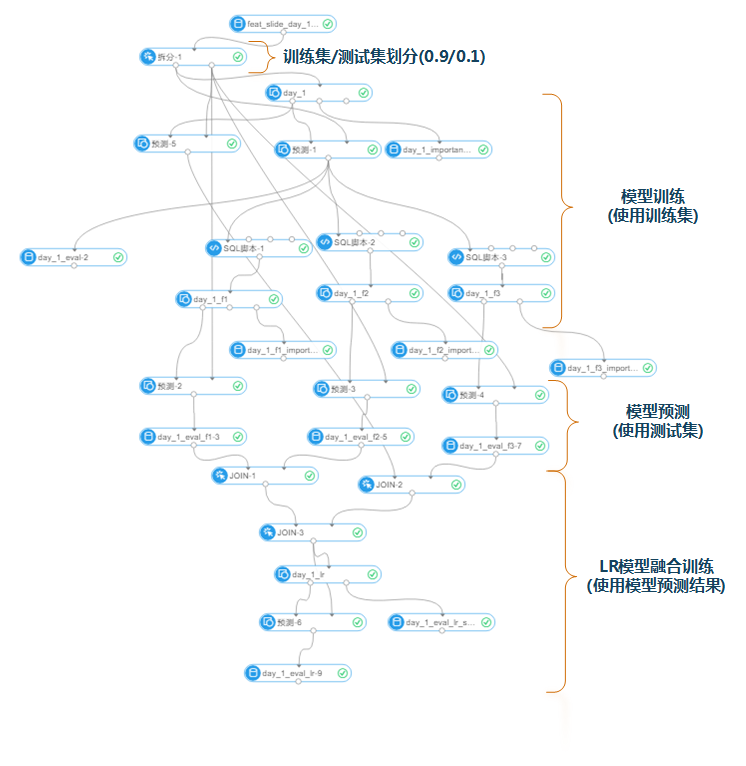 feat_slide_day_1...
拆分-1
训练集/测试集划分(0.9/0.1)
day_1
预测-5
预测-1
day_1_importan...
模型训练
(使用训练集)
day_1_eval-2
SQL脚本-1
SQL脚本-2
SQL脚本-3
day_1_f1
day_1_f2
day_1_f3
day_1_f1_import...
day_1_f2_import...
day_1_f3_import...
预测-2
预测-3
预测-4
模型预测
(使用测试集)
day_1_eval_f1-3
day_1_eval_f2-5
day_1_eval_f3-7
JOIN-1
JOIN-2
JOIN-3
LR模型融合训练
(使用模型预测结果)
day_1_lr
预测-6
day_1_eval_lr_s...
day_1_eval_lr-9